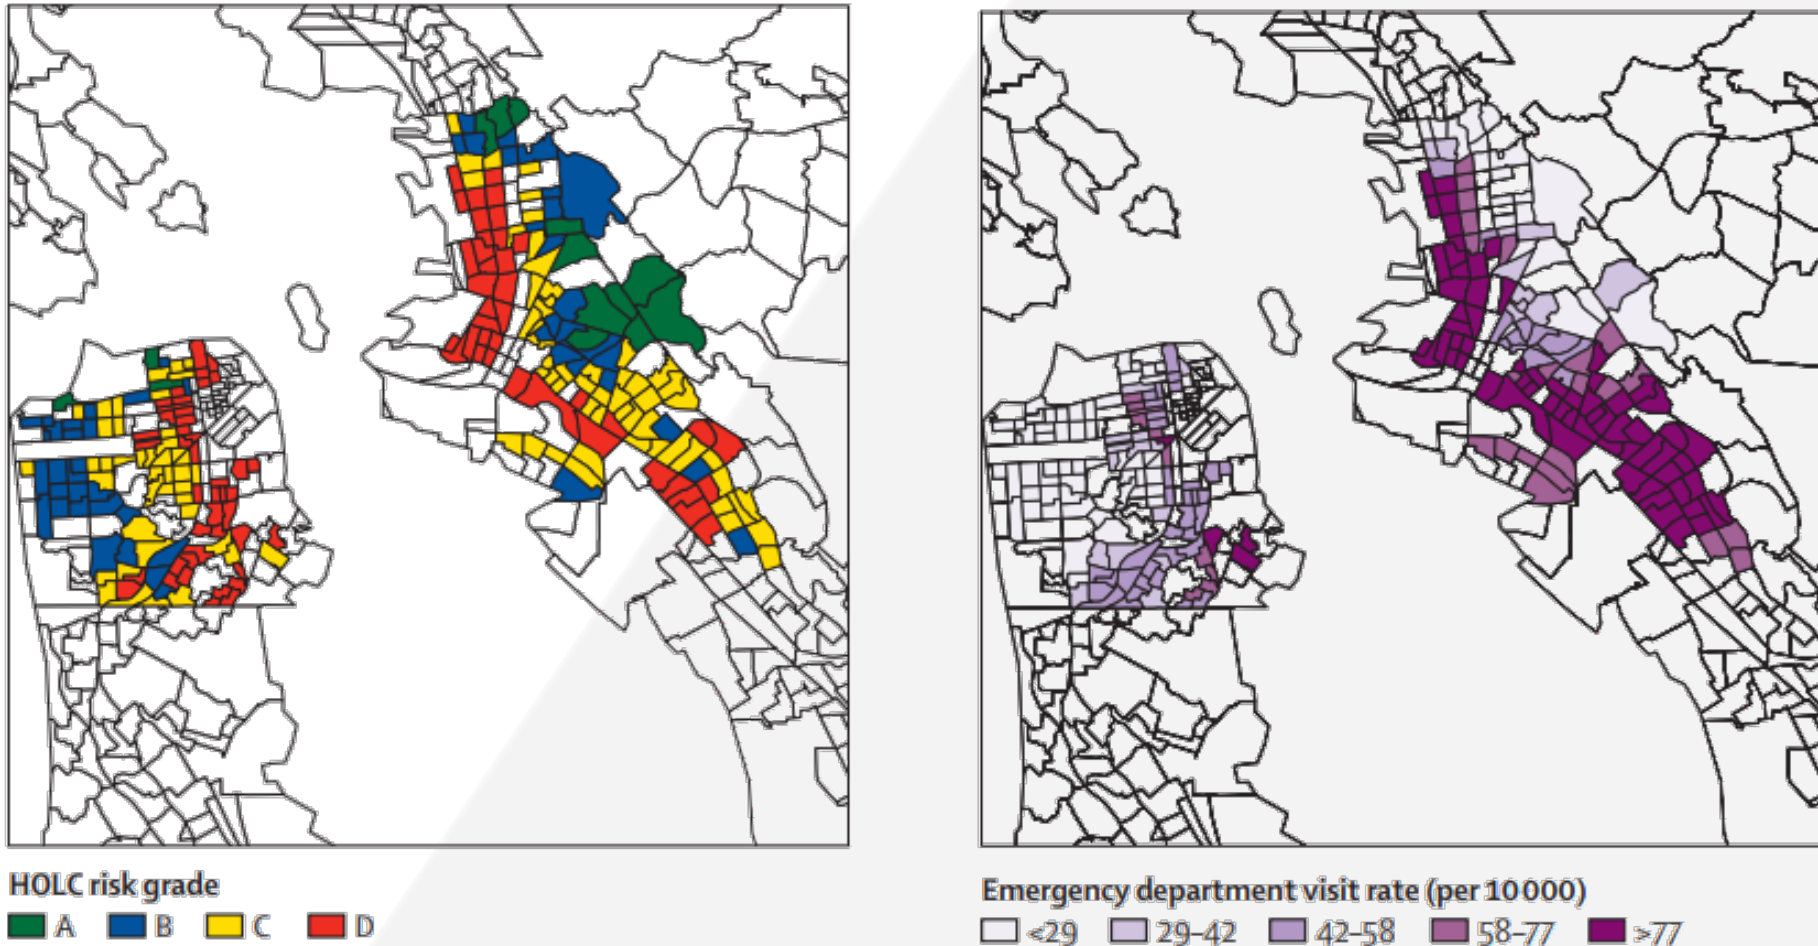 HOLC risk grade
A B C D
Emergency department visit rate (per 10 000)
<29 29–42 42–58 58–77 >77